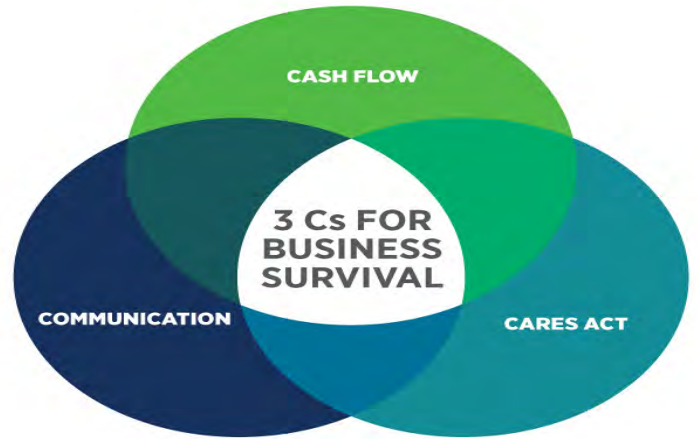 CASH FLOW
3 Cs FOR
BUSINESS
SURVIVAL
COMMUNICATION
CARES ACT